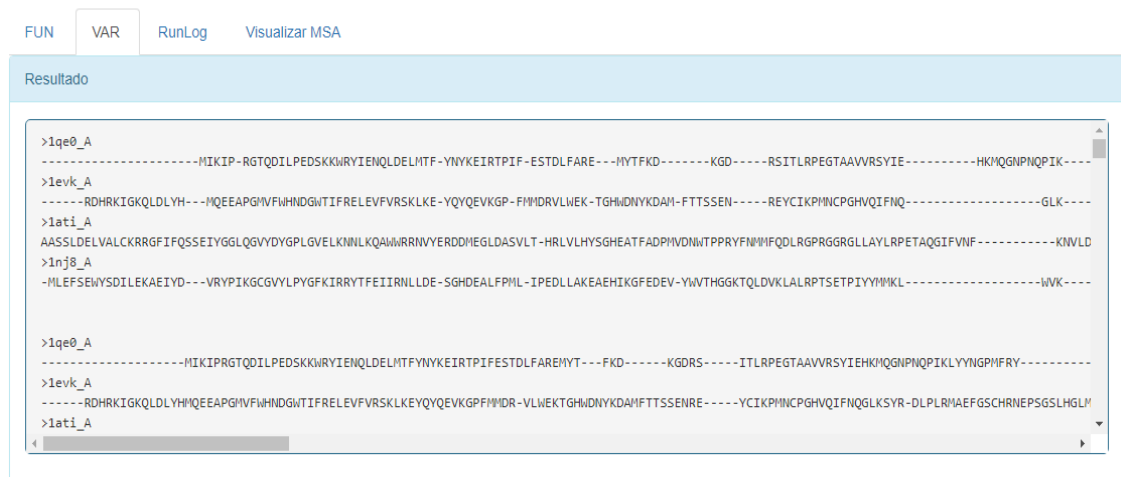 FUN VAR RunLog Visualizar MSA
Resultado
>1qe0_A
----------------------MIKIP-RGTQDILPEDSKKWRYIENQLDELMTF-YNYKEIRTPIF-ESTDLFARE---MYTFKD-------KGD-----RSITLRPEGTAAVVRSYIE----------HKMQGNPNQPIK----
>1evk_A
------RDHRKIGKQLDLYH---MQEEAPGMVFWHNDGWTIFRELEVFVRSKLKE-YQYQEVKGP-FMMDRVLWEK-TGHWDNYKDAM-FTTSSEN-----REYCIKPMNCPGHVQIFNQ-------------------GLK----
>1ati_A
AASSLDELVALCKRRGFIFQSSEIYGGLQGVYDYGPLGVELKNNLKQAWWRRNVYERDDMEGLDASVLT-HRLVLHYSGHEATFADPMVDNWTPPRYFNMMFQDLRGPRGGRGLLAYLRPETAQGIFVNF-----------KNVLD
>1nj8_A
-MLEFSEWYSDILEKAEIYD---VRYPIKGCGVYLPYGFKIRRYTFEIIRNLLDE-SGHDEALFPML-IPEDLLAKEAEHIKGFEDEV-YWVTHGGKTQLDVKLALRPTSETPIYYMMKL-------------------WVK----
>1qe0_A
--------------------MIKIPRGTQDILPEDSKKWRYIENQLDELMTFYNYKEIRTPIFESTDLFAREMYT---FKD------KGDRS-----ITLRPEGTAAVVRSYIEHKMQGNPNQPIKLYYNGPMFRY----------
>1evk_A
------RDHRKIGKQLDLYHMQEEAPGMVFWHNDGWTIFRELEVFVRSKLKEYQYQEVKGPFMMDR-VLWEKTGHWDNYKDAMFTTSSENRE-----YCIKPMNCPGHVQIFNQGLKSYR-DLPLRMAEFGSCHRNEPSGSLHGLM
>1ati_A